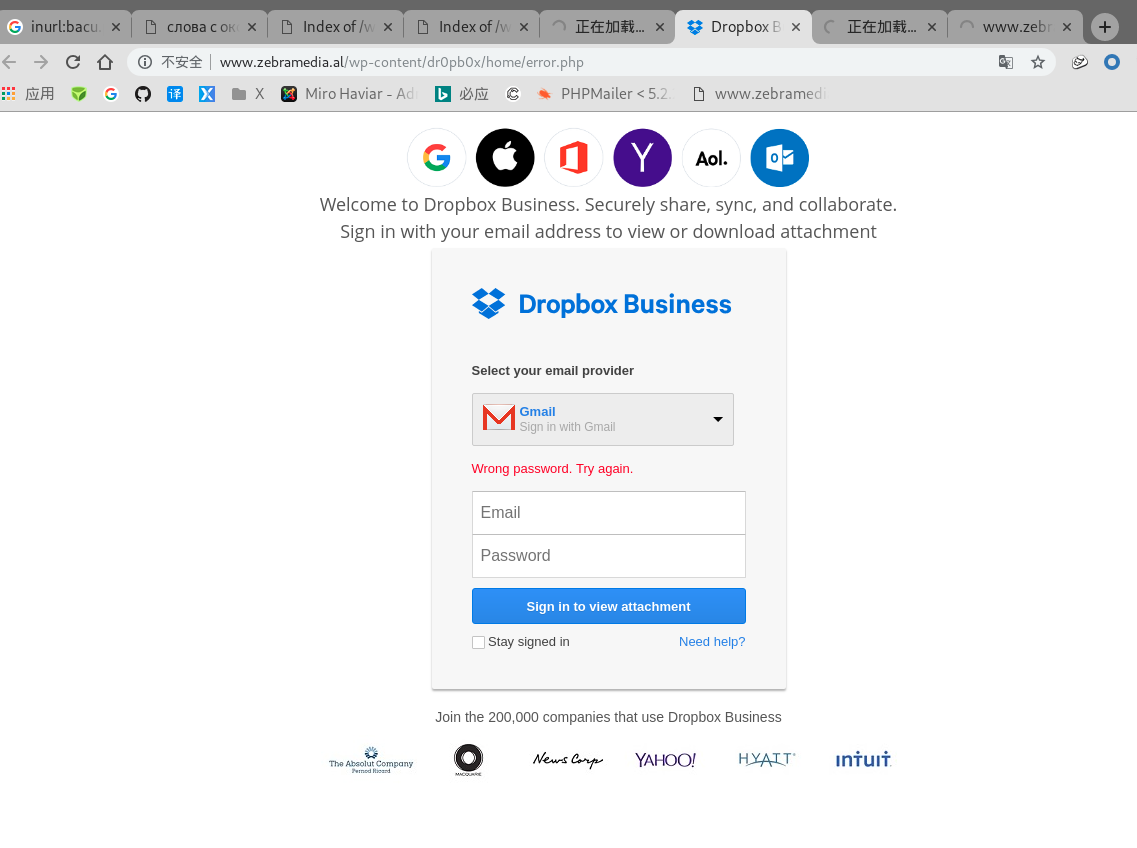 inurl:bacu
слова с ок
Index of /w
Index of /w
正在加载...
Dropbox B
正在加载...
www.zebr
不安全 www.zebramedia.al/wp-content/dr0pb0x/home/error.php
应用 X Miro Haviar - Ad 必应 PHPMailer < 5.2. www.zebramedi
Aol.
Welcome to Dropbox Business. Securely share, sync, and collaborate.
Sign in with your email address to view or download attachment
Dropbox Business
Select your email provider
Gmail
Sign in with Gmail
Wrong password. Try again.
Email
Password
Sign in to view attachment
Stay signed in Need help?
Join the 200,000 companies that use Dropbox Business
The Absolut Company
Pernod Ricard
MACQUARIE
News Corp
YAHOO!
HYATT
intuit